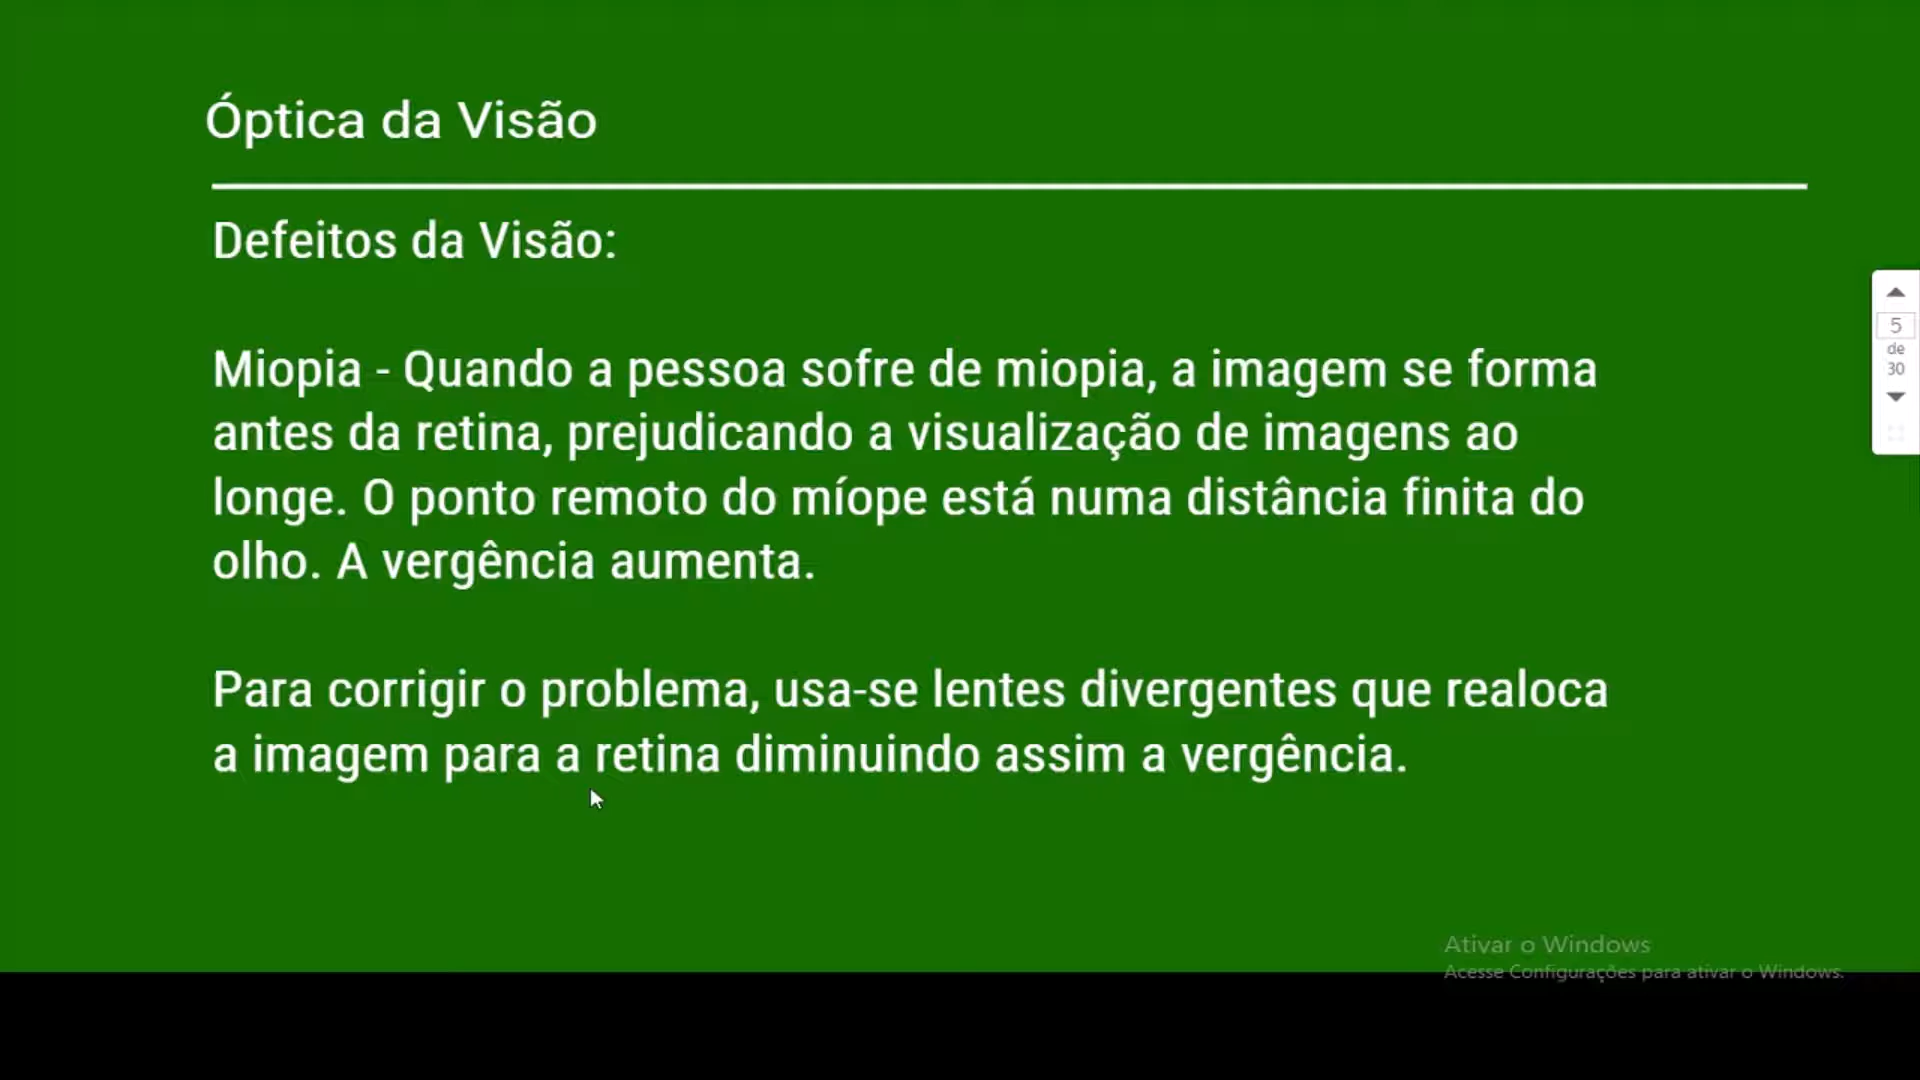 Óptica da Visão
Defeitos da Visão:
Miopia - Quando a pessoa sofre de miopia, a imagem se forma
antes da retina, prejudicando a visualização de imagens ao
longe. O ponto remoto do míope está numa distância finita do
olho. A vergência aumenta.
Para corrigir o problema, usa-se lentes divergentes que realoca
a imagem para a retina diminuindo assim a vergência.
5
de
30
Ativar o Windows
Acesse Configurações para ativar o Windows.